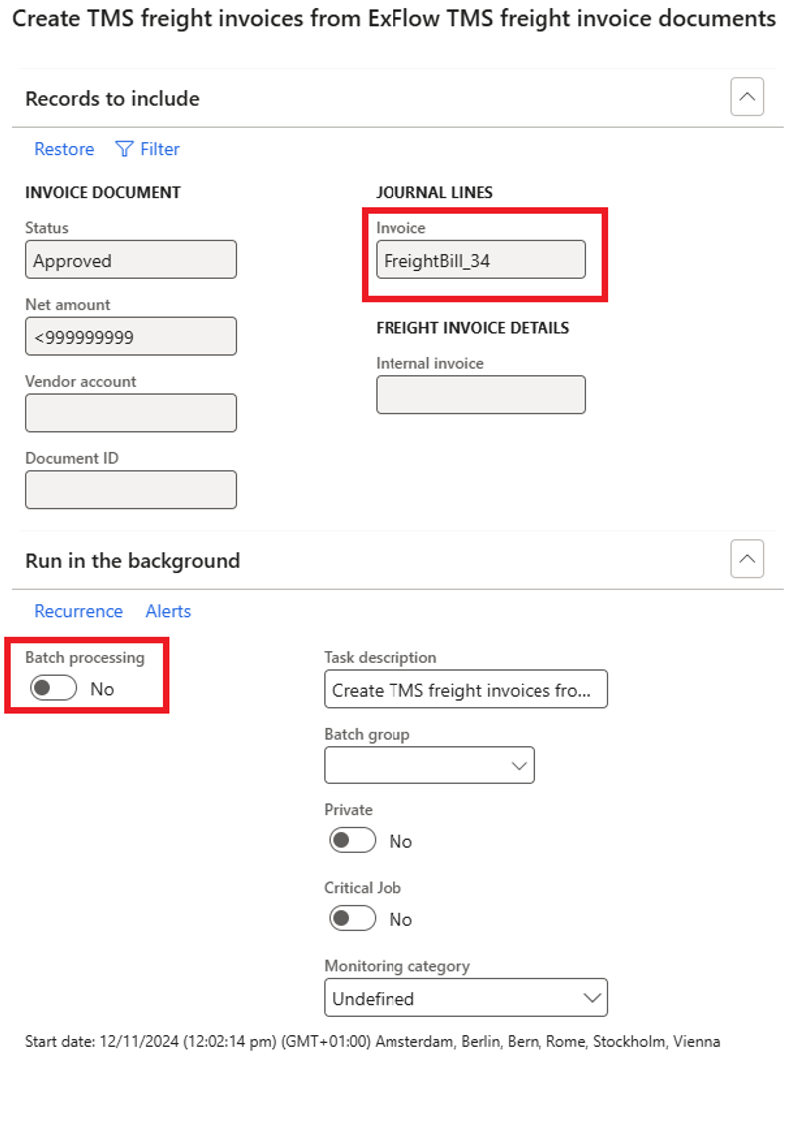 Create TMS freight invoices from ExFlow TMS freight invoice documents
Records to include
Restore Filter
INVOICE DOCUMENT
Status
Approved
Net amount
<999999999
Vendor account
Document ID
JOURNAL LINES
Invoice
FreightBill_34
FREIGHT INVOICE DETAILS
Internal invoice
Run in the background
Recurrence Alerts
Batch processing
No
Task description
Create TMS freight invoices fro...
Batch group
Private
No
Critical Job
No
Monitoring category
Undefined
Start date: 12/11/2024 (12:02:14 pm) (GMT+01:00) Amsterdam, Berlin, Bern, Rome, Stockholm, Vienna